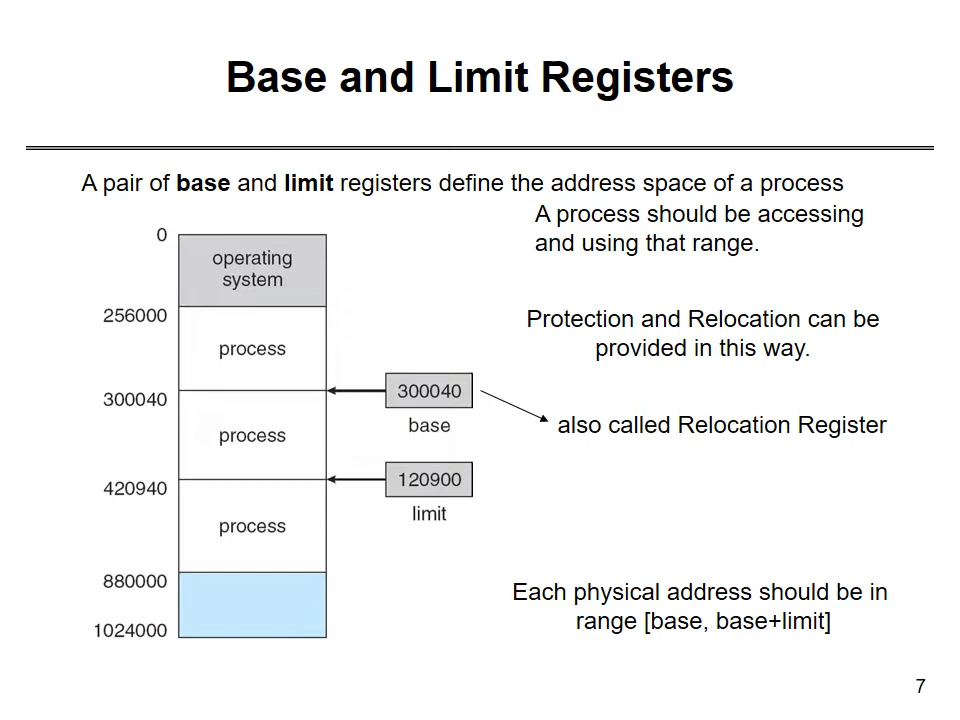 Base and Limit Registers
A pair of base and limit registers define the address space of a process
A process should be accessing
and using that range.
0
operating
system
256000
process
Protection and Relocation can be
provided in this way.
300040
300040
base
also called Relocation Register
process
120900
limit
420940
process
880000
1024000
Each physical address should be in
range [base, base+limit]
7